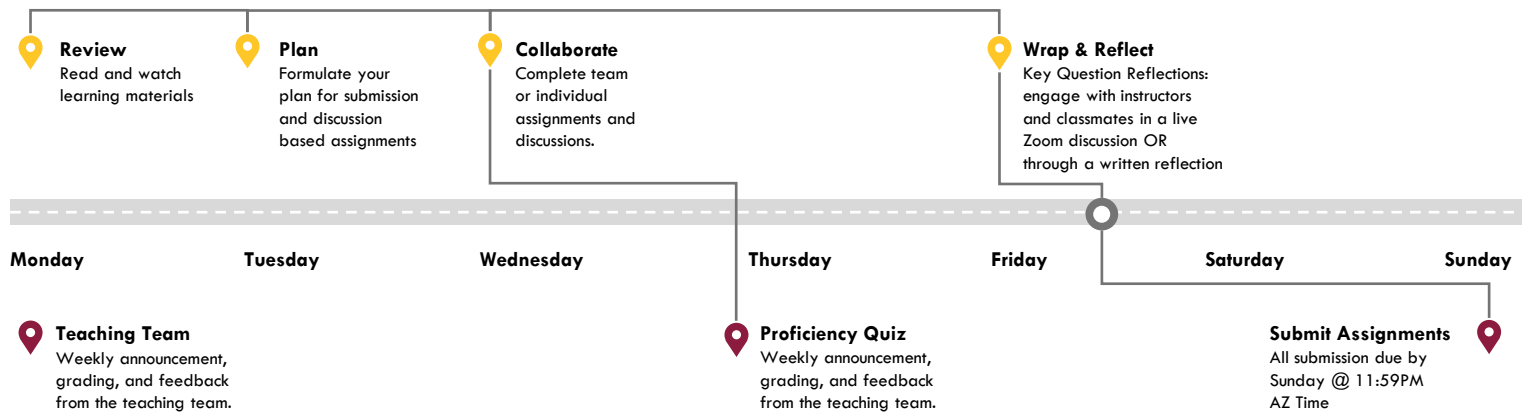 Review
Read and watch
learning materials
Plan
Formulate your
plan for submission
and discussion
based assignments
Collaborate
Complete team
or individual
assignments and
discussions.
Wrap & Reflect
Key Question Reflections:
engage with instructors
and classmates in a live
Zoom discussion OR
through a written reflection
Monday
Tuesday
Wednesday
Thursday
Friday
Saturday
Sunday
Teaching Team
Weekly announcement,
grading, and feedback
from the teaching team.
Proficiency Quiz
Weekly announcement,
grading, and feedback
from the teaching team.
Submit Assignments
All submission due by
Sunday @ 11:59PM
AZ Time